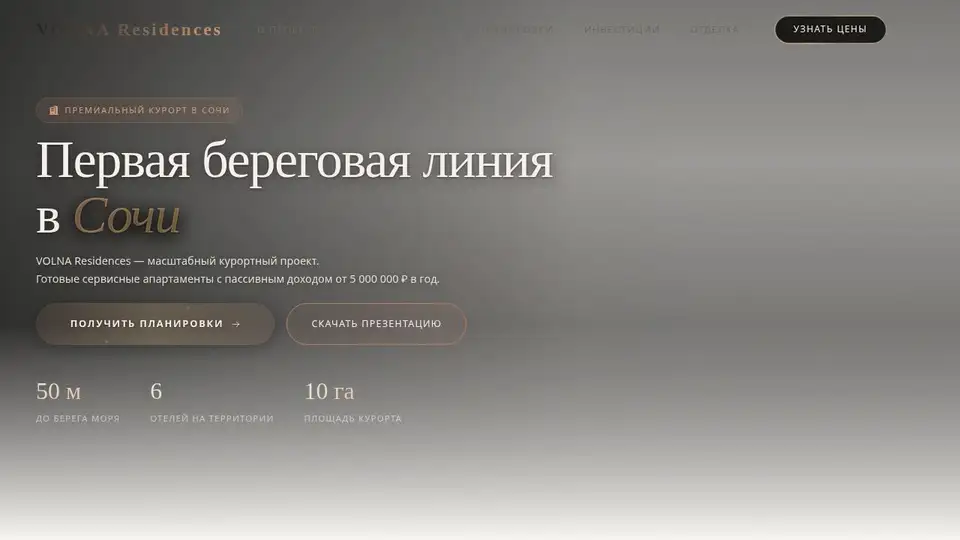 VOLNA Residences
ИНВЕСТИЦИИ
ОТДЕЛКА
УЗНАТЬ ЦЕНЫ
ПРЕМИАЛЬНЫЙ КУРОРТ В СОЧИ
Первая береговая линия
в Сочи
VOLNA Residences — масштабный курортный проект.
Готовые сервисные апартаменты с пассивным доходом от 5 000 000 ₽ в год.
ПОЛУЧИТЬ ПЛАНИРОВКИ →
СКАЧАТЬ ПРЕЗЕНТАЦИЮ
50 м
6
10 га
ДО БЕРЕГА МОРЯ
ОТЕЛЕЙ НА ТЕРРИТОРИИ
ПЛОЩАДЬ КУРОРТА